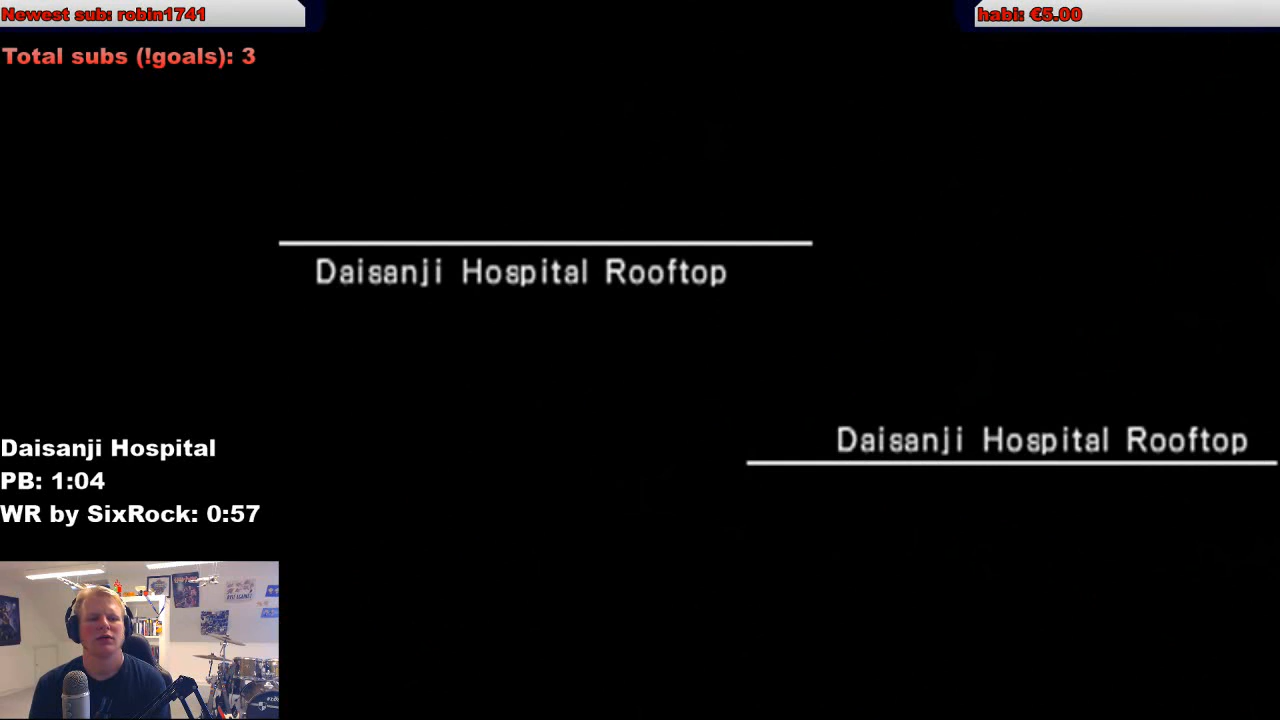 Newest sub: robin1741
habi: €5.00
Total subs (!goals): 3
Daisanji Hospital Rooftop
Daisanji Hospital Rooftop
Daisanji Hospital
PB: 1:04
WR by SixRock: 0:57